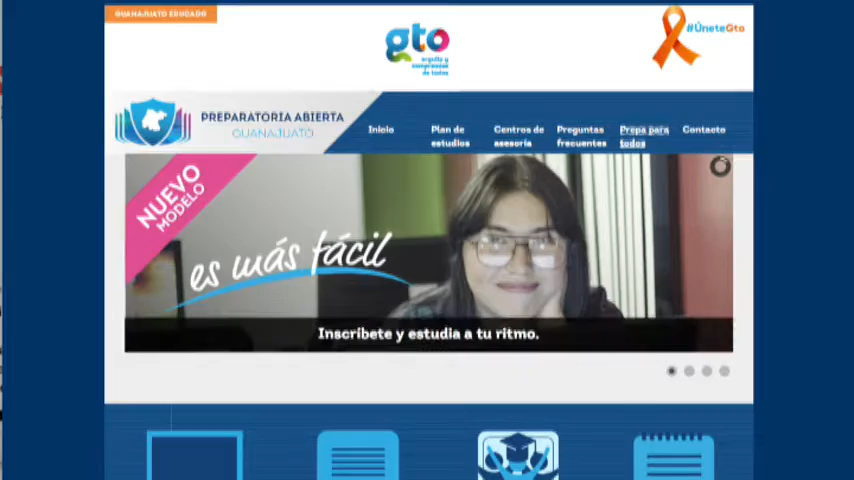 GUANAJUATO EDUCADO
gto
orgullo y
compromiso
de todos
#ÚneteGto
PREPARATORIA ABIERTA
GUANAJUATO
Inicio
Plan de
estudios
Centros de
asesoría
Preguntas
frecuentes
Prepa para
todos
Contacto
NUEVO
MODELO
es más fácil
Inscríbete y estudia a tu ritmo.